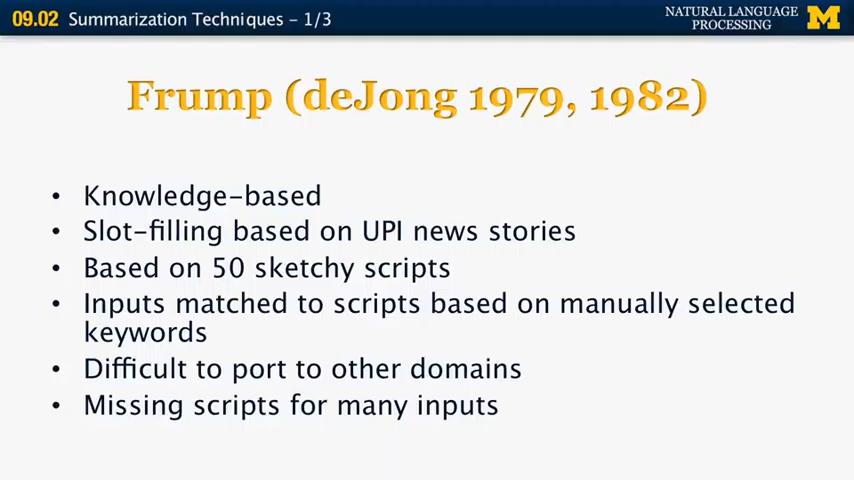 09.02 Summarization Techniques – 1/3
NATURAL LANGUAGE
PROCESSING
M
Frump (deJong 1979, 1982)
• Knowledge-based
• Slot-filling based on UPI news stories
• Based on 50 sketchy scripts
• Inputs matched to scripts based on manually selected
keywords
• Difficult to port to other domains
• Missing scripts for many inputs